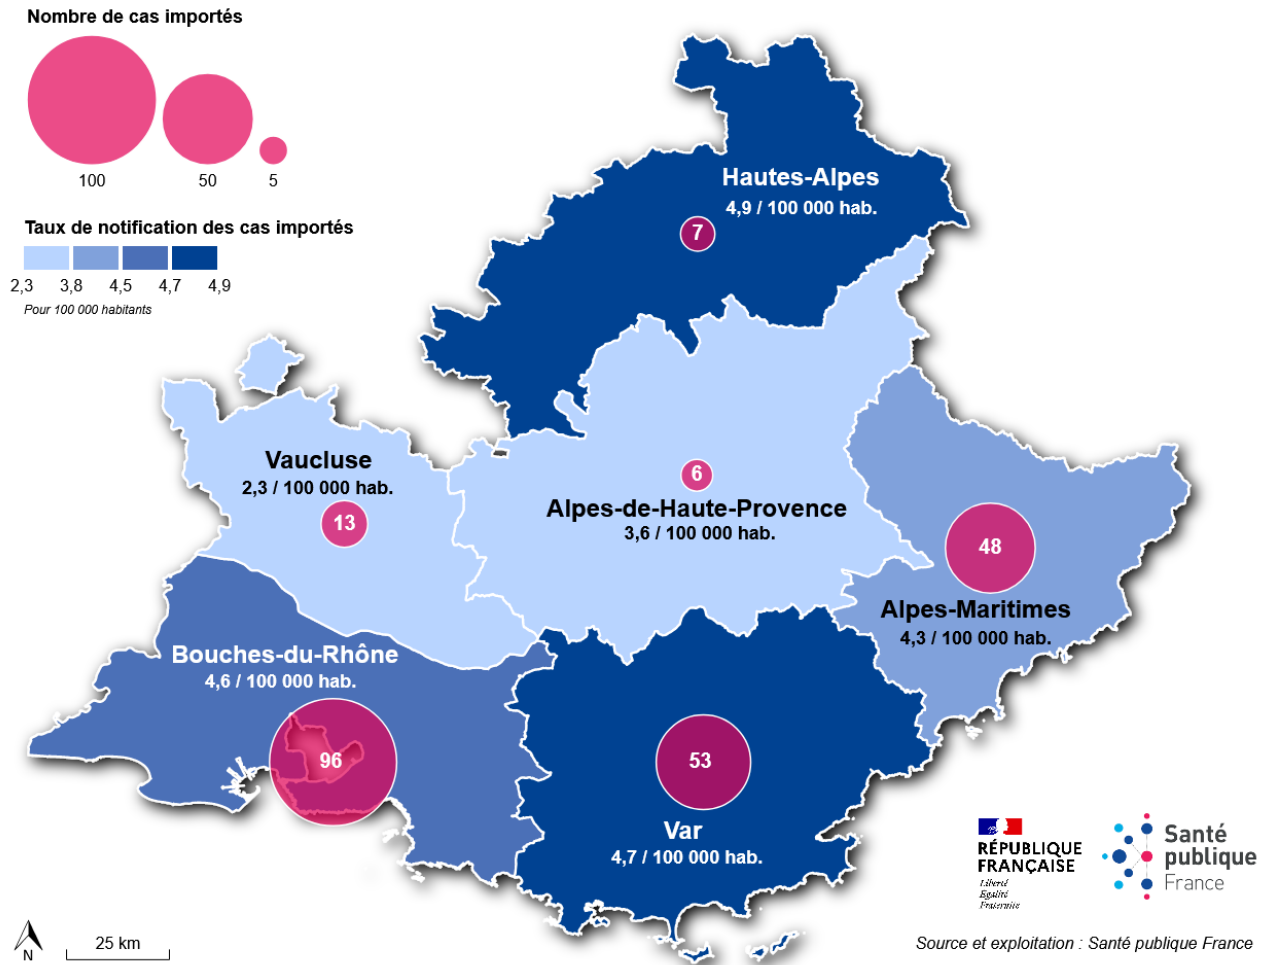 Nombre de cas importés
100 50 5
Taux de notification des cas importés
2,3 3,8 4,5 4,7 4,9
Pour 100 000 habitants
Hautes-Alpes
4,9 / 100 000 hab.
7
Vaucluse
2,3 / 100 000 hab.
13
6
Alpes-de-Haute-Provence
3,6 / 100 000 hab.
48
Alpes-Maritimes
4,3 / 100 000 hab.
Bouches-du-Rhône
4,6 / 100 000 hab.
96
53
Var
4,7 / 100 000 hab.
RÉPUBLIQUE
FRANÇAISE
Liberté
Égalité
Fraternité
Santé
publique
France
N
25 km
Source et exploitation : Santé publique France